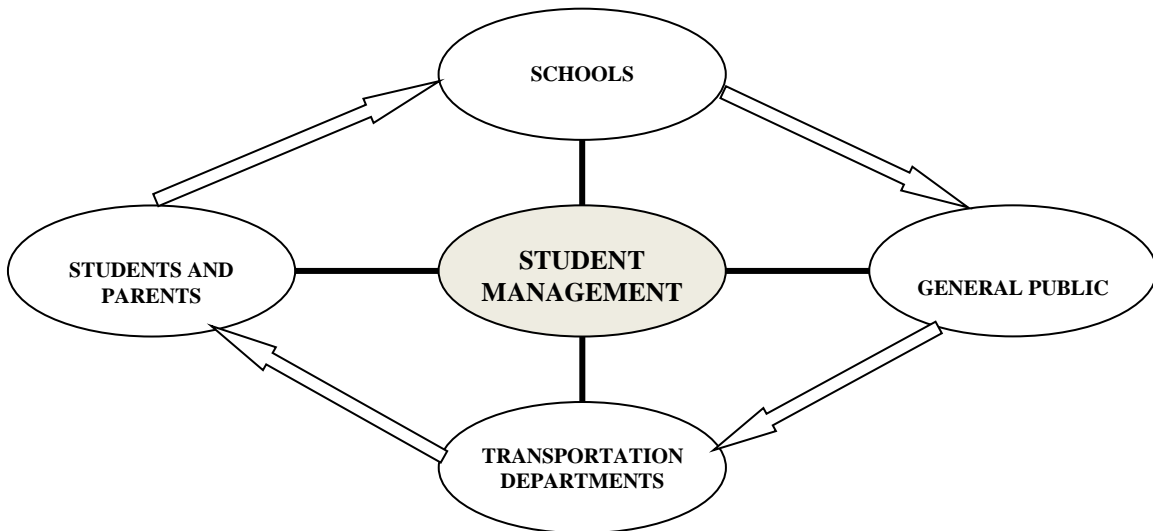 SCHOOLS
STUDENTS AND
PARENTS
STUDENT
MANAGEMENT
GENERAL PUBLIC
TRANSPORTATION
DEPARTMENTS